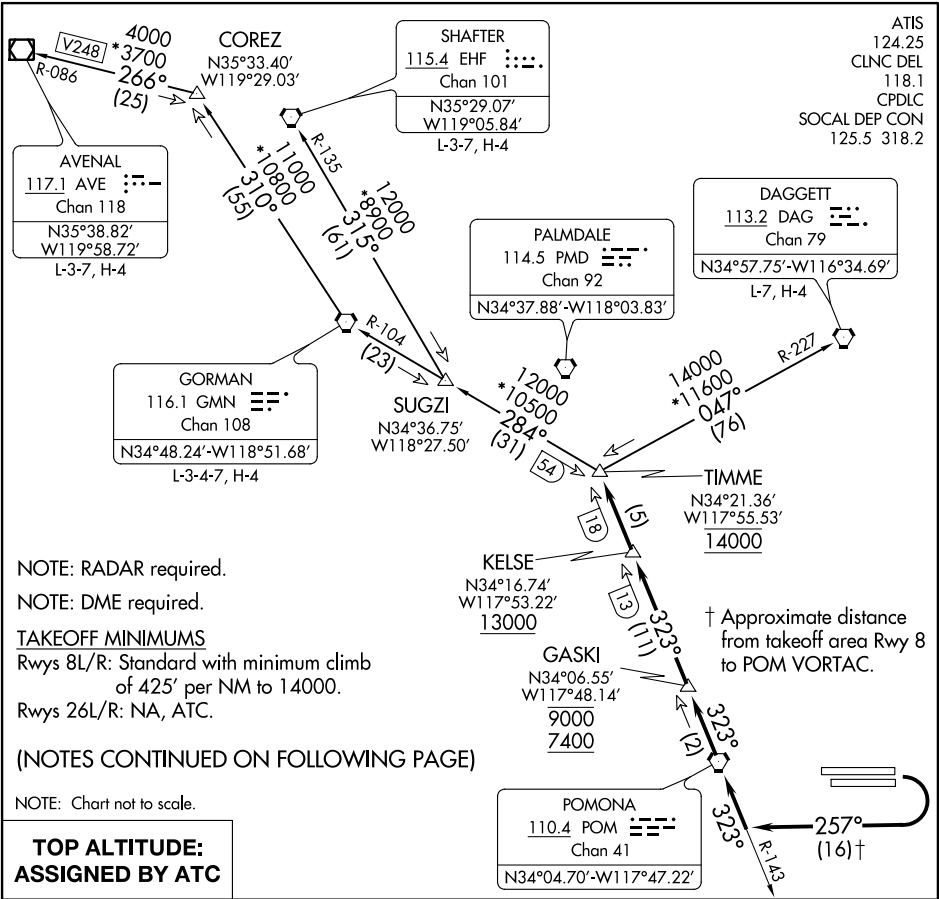 ATIS
124.25
CLNC DEL
118.1
CPDLC
SOCAL DEP CON
125.5 318.2
4000
*3700
V248
266°
(25)
R-086
COREZ
N35°33.40′
W119°29.03′
SHAFTER
115.4 EHF
Chan 101
N35°29.07′
W119°05.84′
L-3-7, H-4
AVENAL
117.1 AVE
Chan 118
N35°38.82′
W119°58.72′
L-3-7, H-4
11000
*10800
310°
(55)
R-135
12000
*8900
315°
(61)
PALMDALE
114.5 PMD
Chan 92
N34°37.88′-W118°03.83′
DAGGETT
113.2 DAG
Chan 79
N34°57.75′-W116°34.69′
L-7, H-4
R-227
14000
*11600
047°
(76)
R-104
(23)
GORMAN
116.1 GMN
Chan 108
N34°48.24′-W118°51.68′
L-3-4-7, H-4
SUGZI
N34°36.75′
W118°27.50′
12000
*10500
284°
(31)
54
TIMME
N34°21.36′
W117°55.53′
14000
18
(5)
KELSE
N34°16.74′
W117°53.22′
13000
13
323°
(11)
NOTE: RADAR required.
NOTE: DME required.
TAKEOFF MINIMUMS
Rwys 8L/R: Standard with minimum climb
of 425′ per NM to 14000.
Rwys 26L/R: NA, ATC.
(NOTES CONTINUED ON FOLLOWING PAGE)
NOTE: Chart not to scale.
† Approximate distance
from takeoff area Rwy 8
to POM VORTAC.
GASKI
N34°06.55′
W117°48.14′
9000
7400
323°
(2)
POMONA
110.4 POM
Chan 41
N34°04.70′-W117°47.22′
323°
R-143
257°
(16)†
TOP ALTITUDE:
ASSIGNED BY ATC